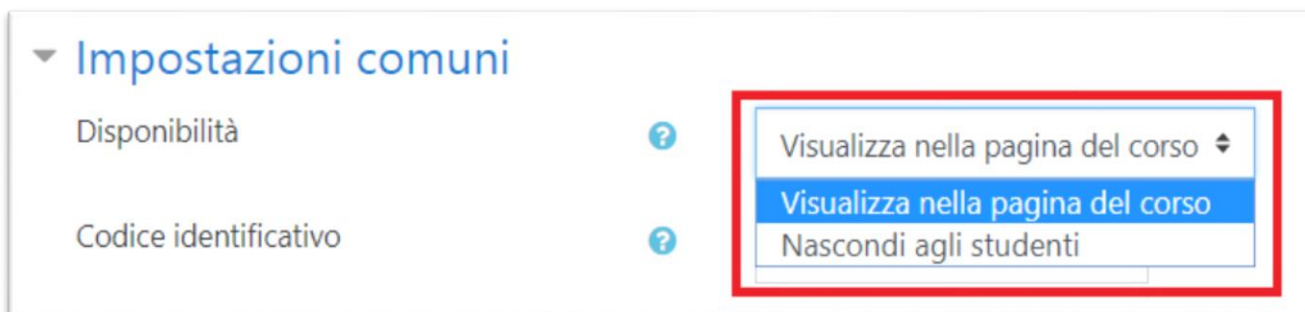 Impostazioni comuni
Disponibilità
Visualizza nella pagina del corso
Visualizza nella pagina del corso
Codice identificativo
Nascondi agli studenti